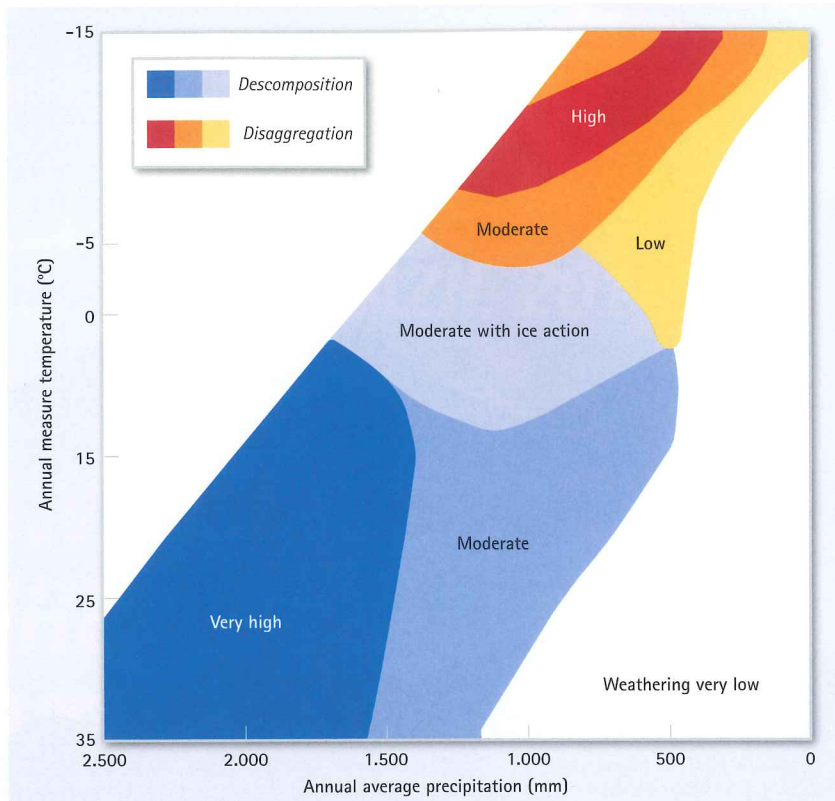 -15
Descomposition
Disaggregation
High
Moderate
-5
Low
0
Moderate with ice action
15
Moderate
25
Very high
Weathering very low
35
2.500
2.000
1.500
1.000
500
0
Annual average precipitation (mm)
Annual measure temperature (°C)